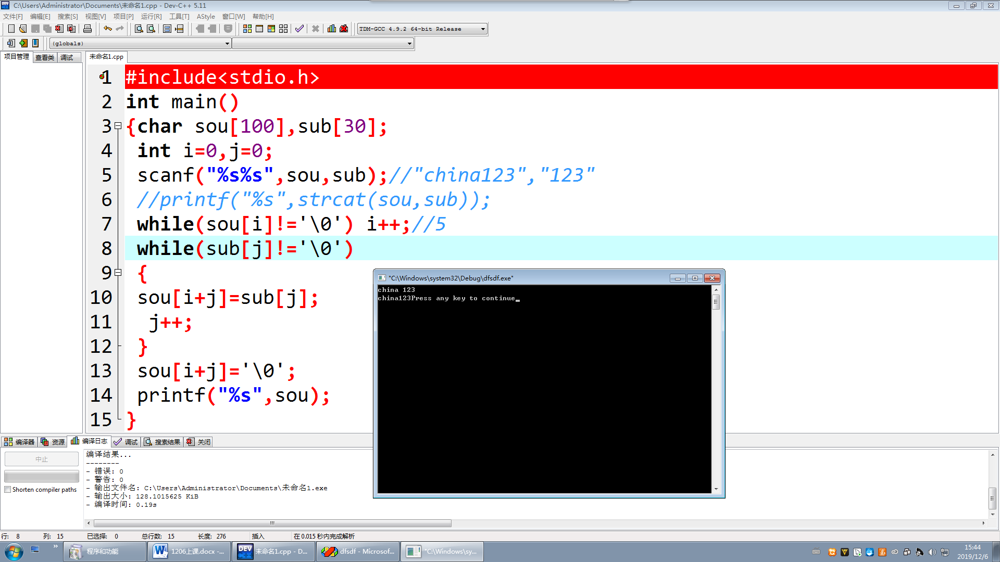 C:\Users\Administrator\Documents\未命名1.cpp - Dev-C++ 5.11
文件[F] 编辑[E] 搜索[S] 视图[V] 项目[P] 运行[R] 工具[T] AStyle 窗口[W] 帮助[H]
TDM-GCC 4.9.2 64-bit Release
(globals)
项目管理 查看类 调试 未命名1.cpp
1 #include<stdio.h>
2 int main()
3 {char sou[100],sub[30];
4 int i=0,j=0;
5 scanf("%s%s",sou,sub);//"china123","123"
6 //printf("%s",strcat(sou,sub));
7 while(sou[i]!='\0') i++;//5
8 while(sub[j]!='\0')
9 {
10 sou[i+j]=sub[j];
11 j++;
12 }
13 sou[i+j]='\0';
14 printf("%s",sou);
15 }
"C:\Windows\system32\Debug\dfsdf.exe"
china 123
china123Press any key to continue
编译器 资源 编译日志 调试 搜索结果 关闭
中止
Shorten compiler paths
编译结果...
--------
- 错误: 0
- 警告: 0
- 输出文件名: C:\Users\Administrator\Documents\未命名1.exe
- 输出大小: 128.1015625 KiB
- 编译时间: 0.19s
行: 8 列: 15 已选择: 0 总行数: 15 长度: 276 插入 在 0.015 秒内完成解析
程序和功能 1206上课.docx -... 未命名1.cpp - D... dfsdf - Microsof... "C:\Windows\sy...
15:44
2019/12/6